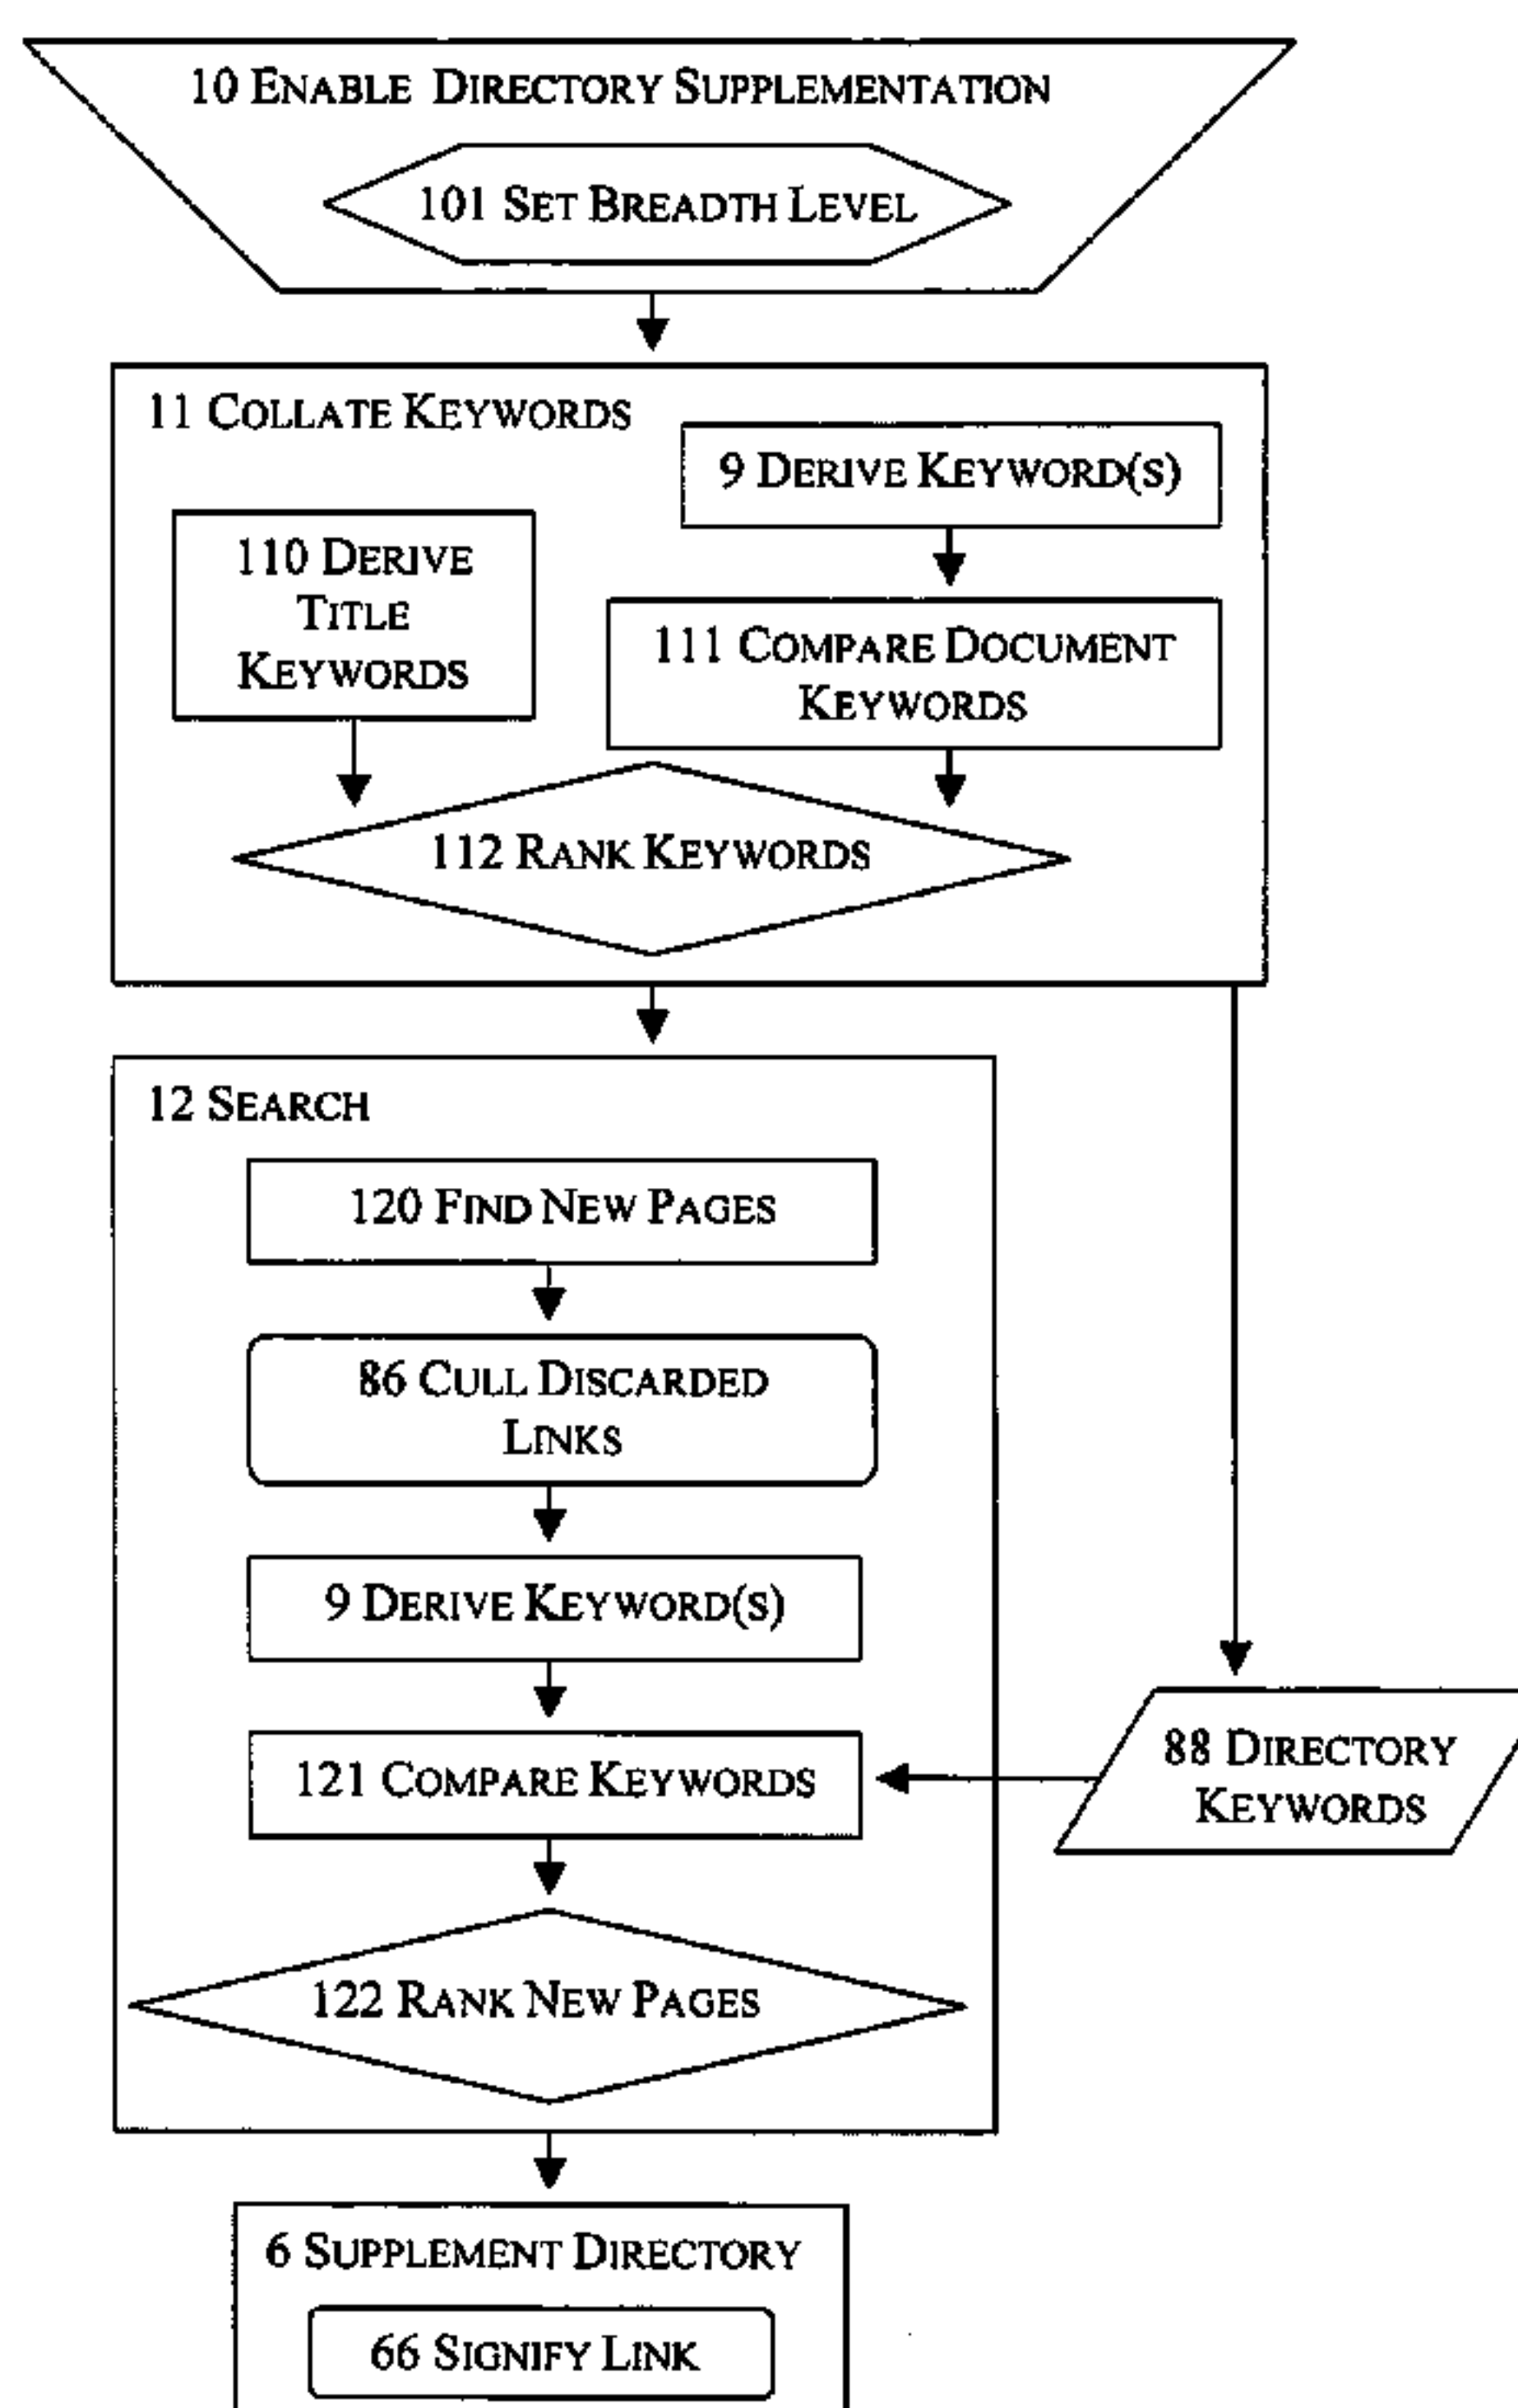 10 ENABLE DIRECTORY SUPPLEMENTATION
101 SET BREADTH LEVEL
11 COLLATE KEYWORDS
9 DERIVE KEYWORD(S)
110 DERIVE
TITLE
KEYWORDS
111 COMPARE DOCUMENT
KEYWORDS
112 RANK KEYWORDS
12 SEARCH
120 FIND NEW PAGES
86 CULL DISCARDED
LINKS
9 DERIVE KEYWORD(S)
121 COMPARE KEYWORDS
88 DIRECTORY
KEYWORDS
122 RANK NEW PAGES
6 SUPPLEMENT DIRECTORY
66 SIGNIFY LINK